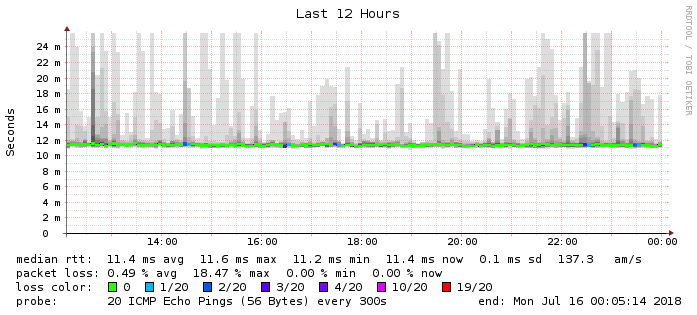 Last 12 Hours
RRDTOOL / TOBI OETIKER
Seconds
24 m
22 m
20 m
18 m
16 m
14 m
12 m
10 m
8 m
6 m
4 m
2 m
0
14:00 16:00 18:00 20:00 22:00 00:00
median rtt: 11.4 ms avg 11.6 ms max 11.2 ms min 11.4 ms now 0.1 ms sd 137.3 am/s
packet loss: 0.49 % avg 18.47 % max 0.00 % min 0.00 % now
loss color: 0 1/20 2/20 3/20 4/20 10/20 19/20
probe: 20 ICMP Echo Pings (56 Bytes) every 300s end: Mon Jul 16 00:05:14 2018